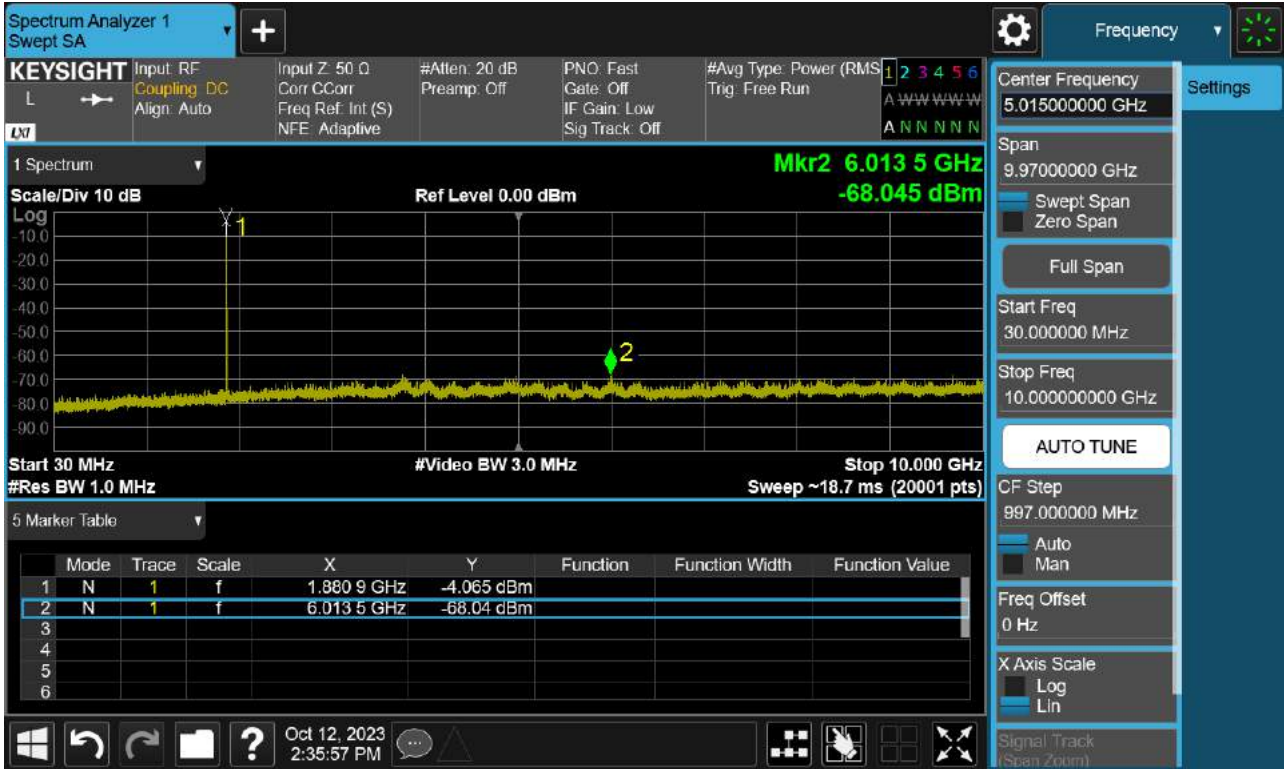 Spectrum Analyzer 1
Swept SA
+
Frequency
KEYSIGHT
L
LXI
Input: RF
Coupling: DC
Align: Auto
Input Z: 50 Ω
Corr CCorr
Freq Ref: Int (S)
NFE: Adaptive
#Atten: 20 dB
Preamp: Off
PNO: Fast
Gate: Off
IF Gain: Low
Sig Track: Off
#Avg Type: Power (RMS
Trig: Free Run
1 2 3 4 5 6
A W W W W W
A N N N N N
1 Spectrum
Mkr2 6.013 5 GHz
Scale/Div 10 dB
Ref Level 0.00 dBm
-68.045 dBm
Log
1
2
-10.0
-20.0
-30.0
-40.0
-50.0
-60.0
-70.0
-80.0
-90.0
Start 30 MHz
#Video BW 3.0 MHz
Stop 10.000 GHz
#Res BW 1.0 MHz
Sweep ~18.7 ms (20001 pts)
5 Marker Table
Mode Trace Scale X Y Function Function Width Function Value
1 N 1 f 1.880 9 GHz -4.065 dBm
2 N 1 f 6.013 5 GHz -68.04 dBm
3
4
5
6
?
Oct 12, 2023
2:35:57 PM
Center Frequency
5.015000000 GHz
Settings
Span
9.97000000 GHz
Swept Span
Zero Span
Full Span
Start Freq
30.000000 MHz
Stop Freq
10.000000000 GHz
AUTO TUNE
CF Step
997.000000 MHz
Auto
Man
Freq Offset
0 Hz
X Axis Scale
Log
Lin
Signal Track
(Span Zoom)